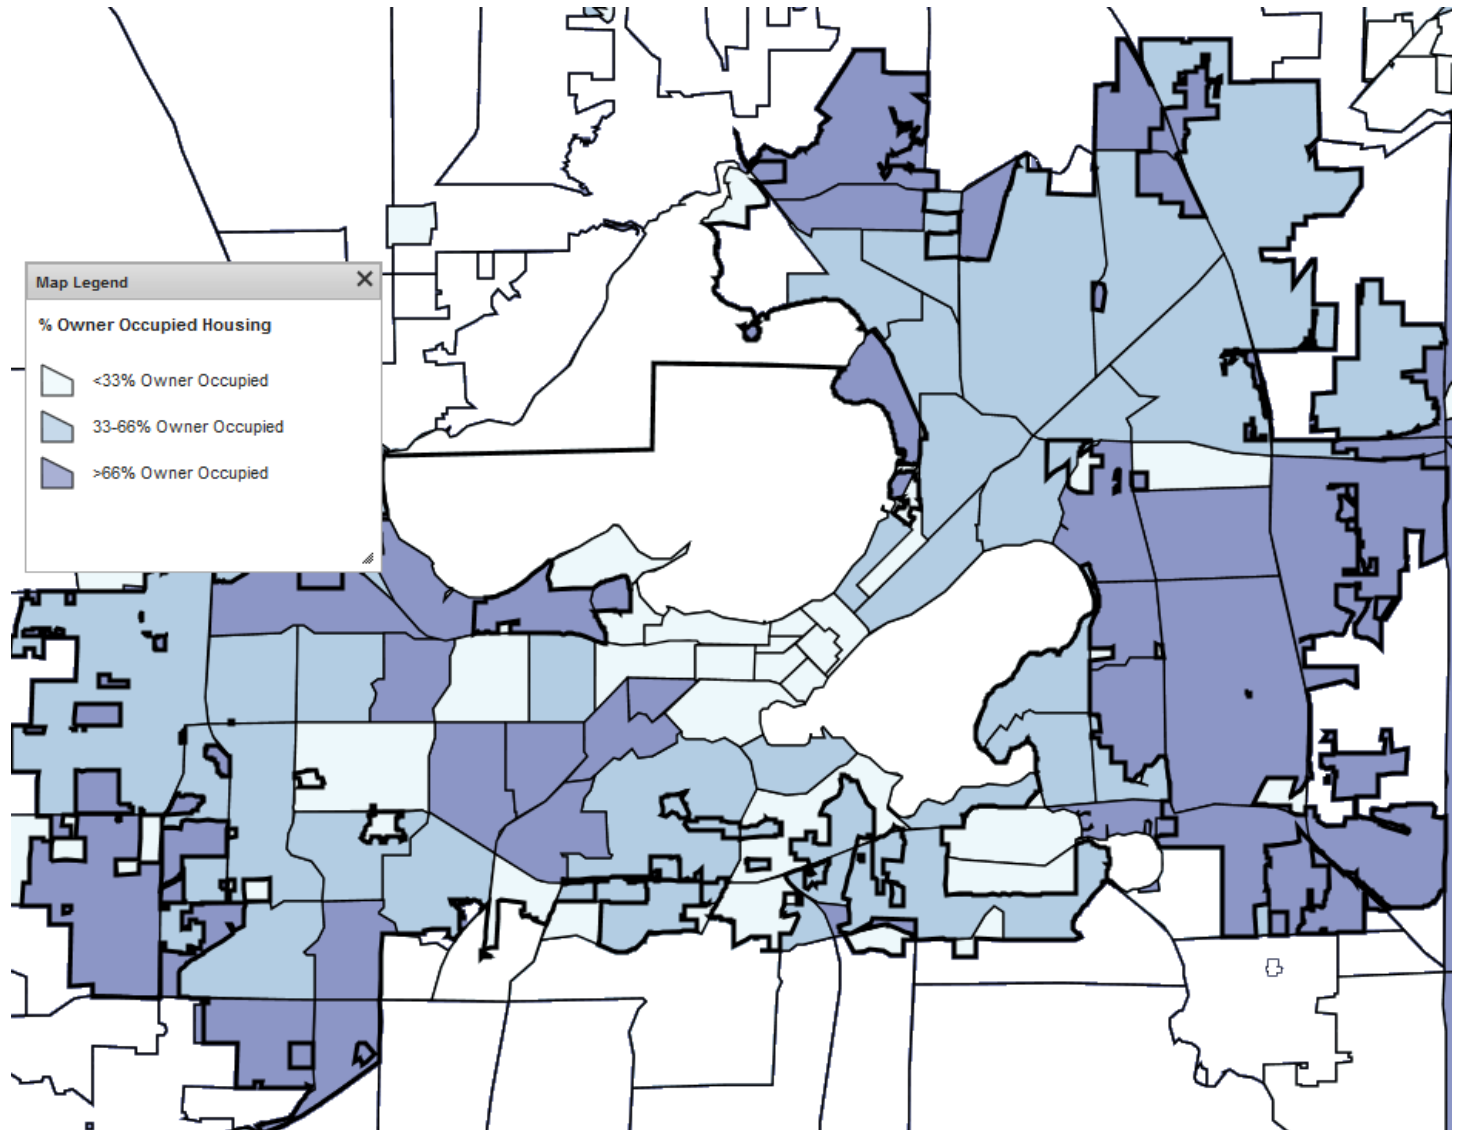 Map Legend
% Owner Occupied Housing
<33% Owner Occupied
33-66% Owner Occupied
>66% Owner Occupied